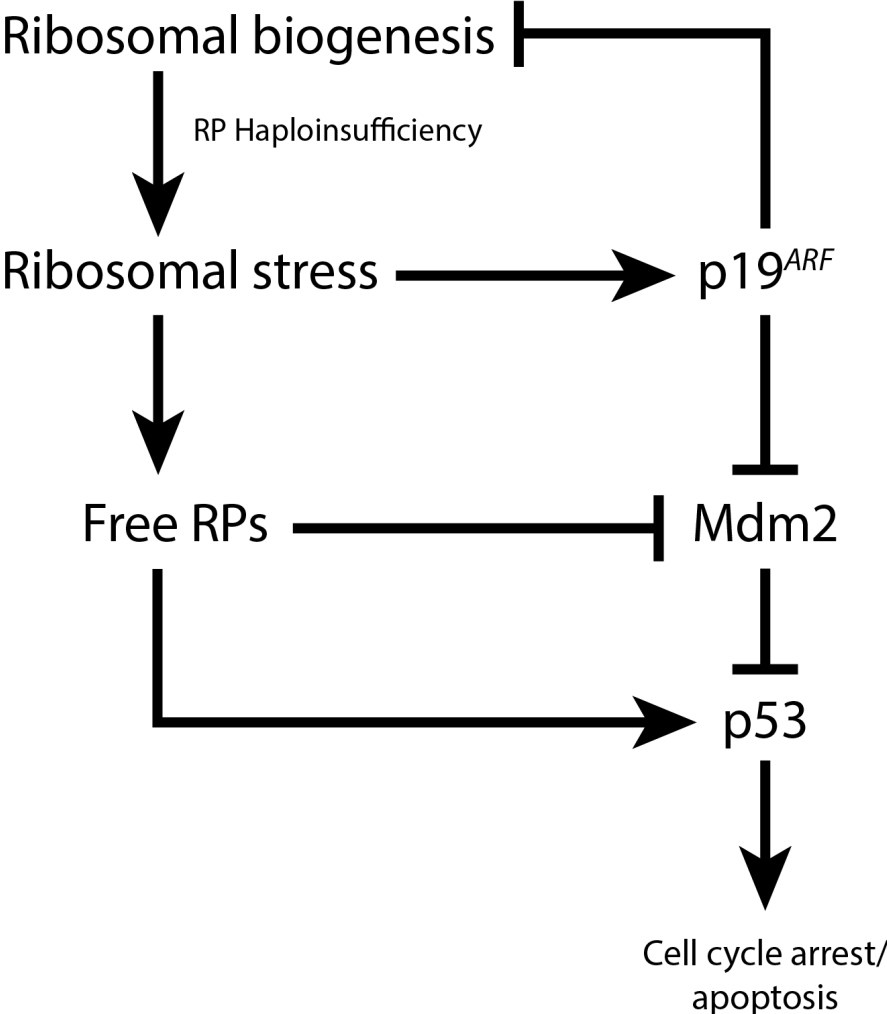 Ribosomal biogenesis
RP Haploinsufficiency
Ribosomal stress
p19ARF
Free RPs
Mdm2
p53
Cell cycle arrest/
apoptosis